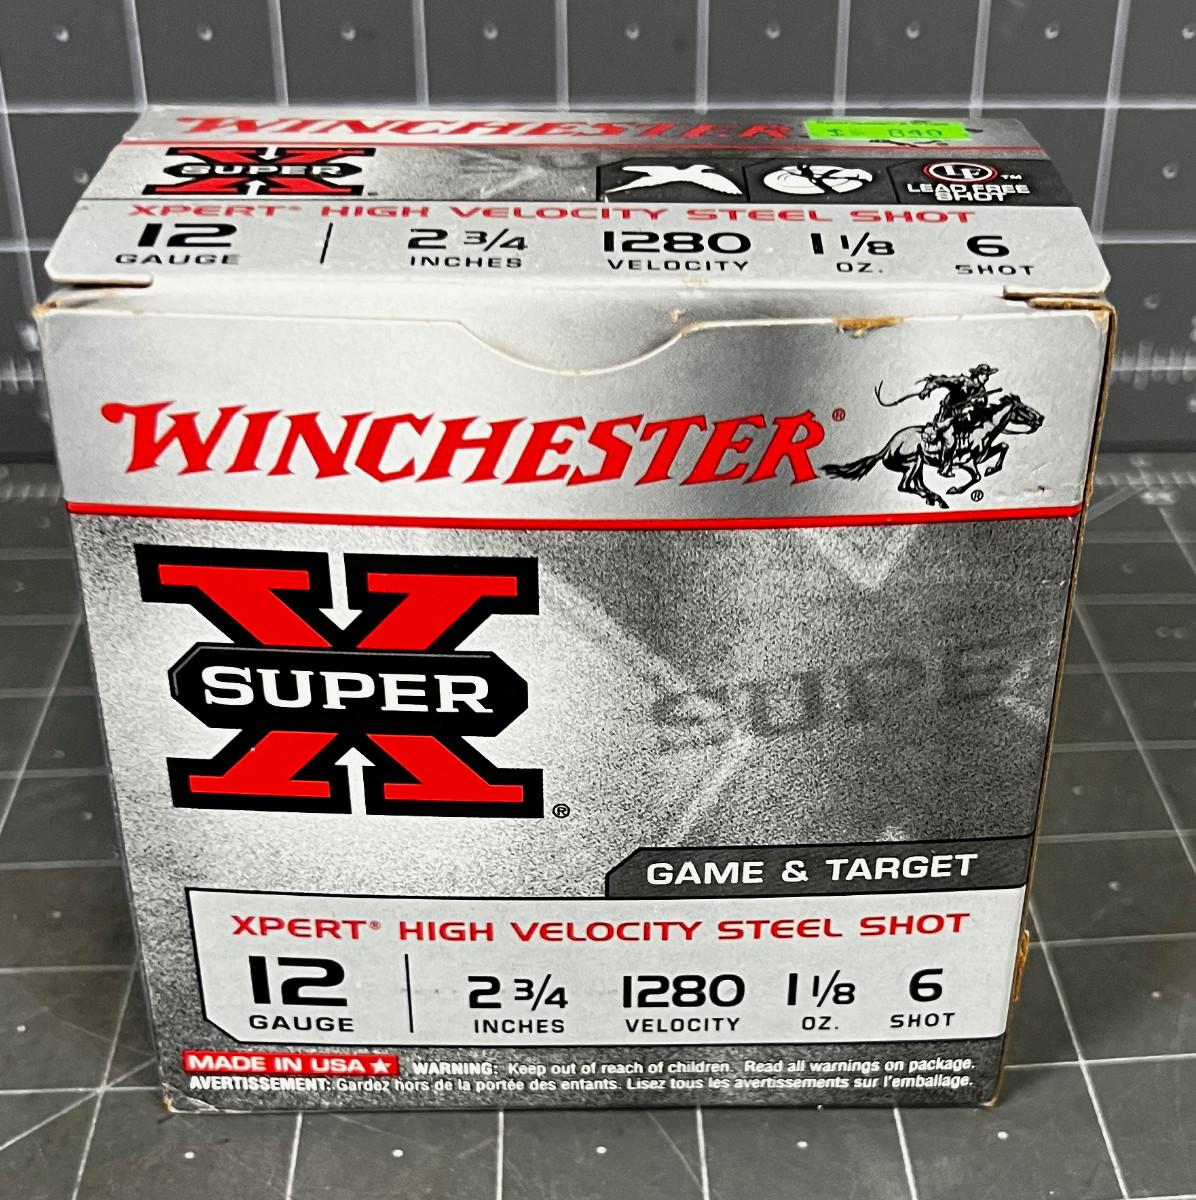 WINCHESTER
840
SUPER X
LF™
LEAD FREE
SHOT
XPERT® HIGH VELOCITY STEEL SHOT
12 2 3/4 1280 1 1/8 6
GAUGE INCHES VELOCITY OZ. SHOT
WINCHESTER®
®
SUPER X®
SUPE
GAME & TARGET
XPERT® HIGH VELOCITY STEEL SHOT
12 2 3/4 1280 1 1/8 6
GAUGE INCHES VELOCITY OZ. SHOT
MADE IN USA WARNING: Keep out of reach of children. Read all warnings on package.
AVERTISSEMENT: Gardez hors de la portée des enfants. Lisez tous les avertissements sur l'emballage.